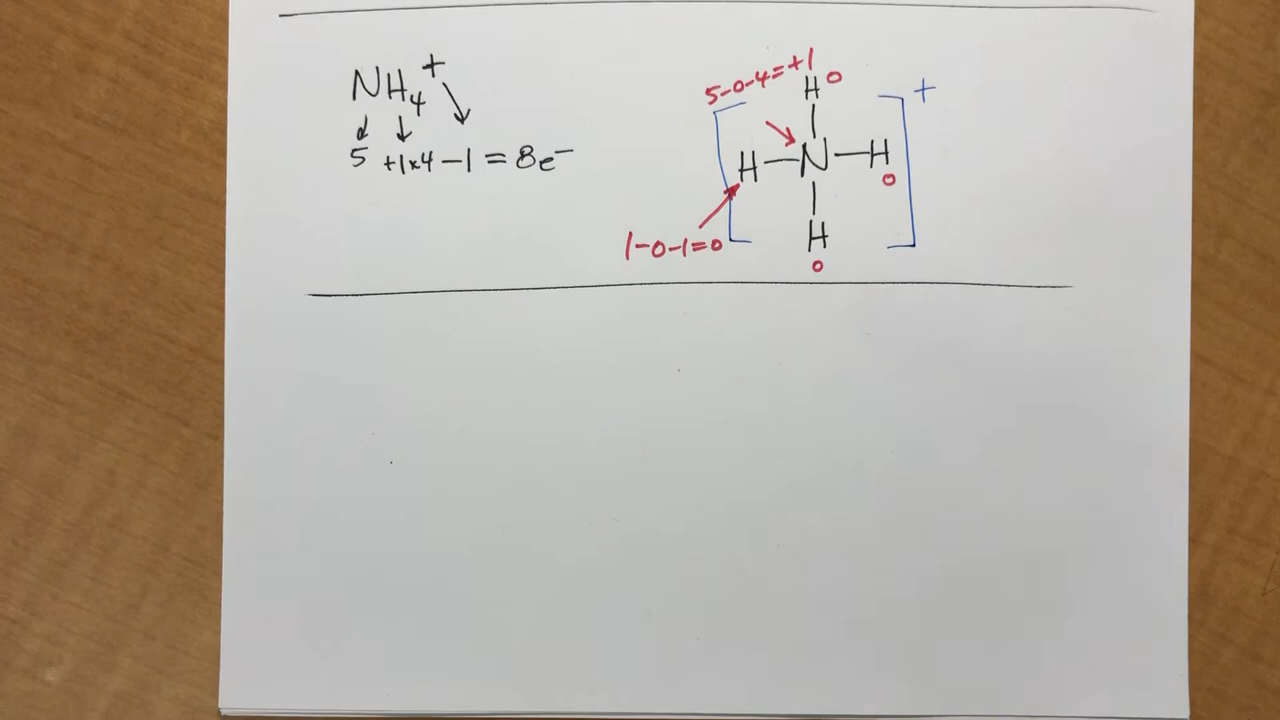 NH₄⁺
5 +1x4 -1 = 8e⁻
5-0-4=+1
H 0
+
H-N-H
0
1-0-1=0
H
0